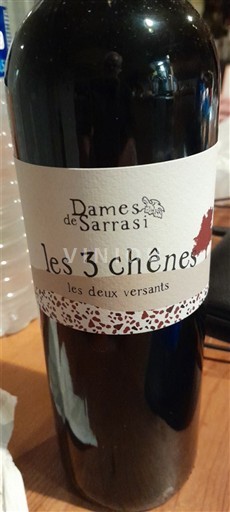 Dames
de Sarrasi
les 3 chênes
les deux versants